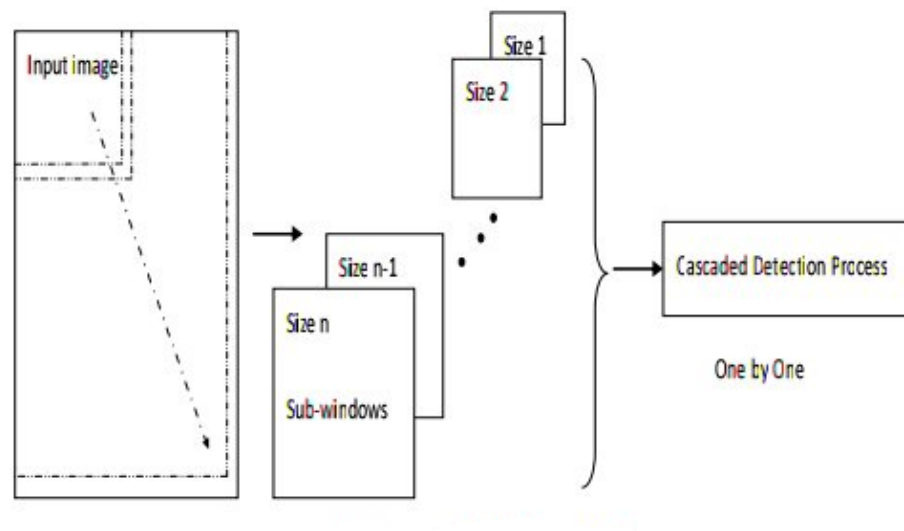 Input image
Size 1
Size 2
Size n-1
Size n
Sub-windows
Cascaded Detection Process
One by One